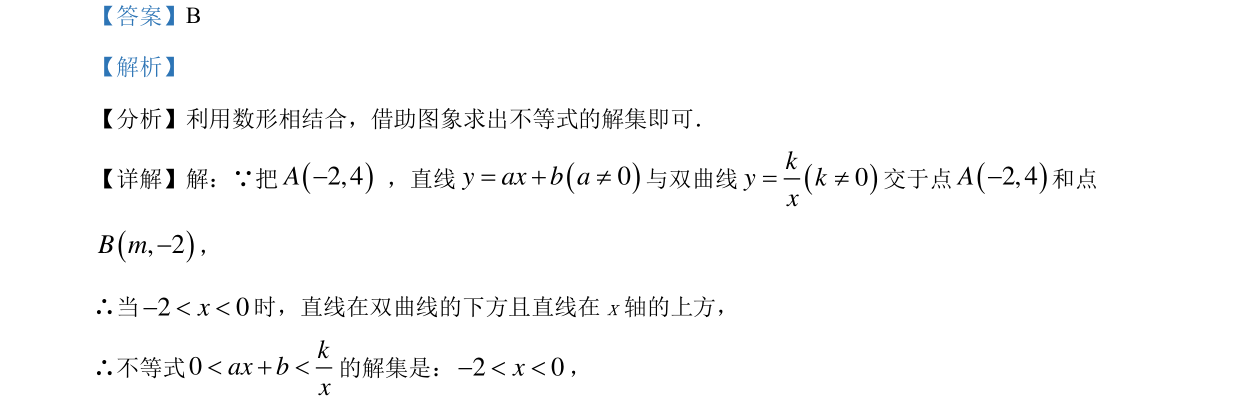 【答案】B
【解析】
【分析】利用数形相结合，借助图象求出不等式的解集即可．
【详解】解：∵把 A(−2,4) ，直线 y = ax + b(a ≠ 0) 与双曲线 y = k/x (k ≠ 0) 交于点 A(−2,4) 和点
B(m,−2)，
∴当 −2 < x < 0 时，直线在双曲线的下方且直线在 x 轴的上方，
∴不等式 0 < ax + b < k/x 的解集是：−2 < x < 0，